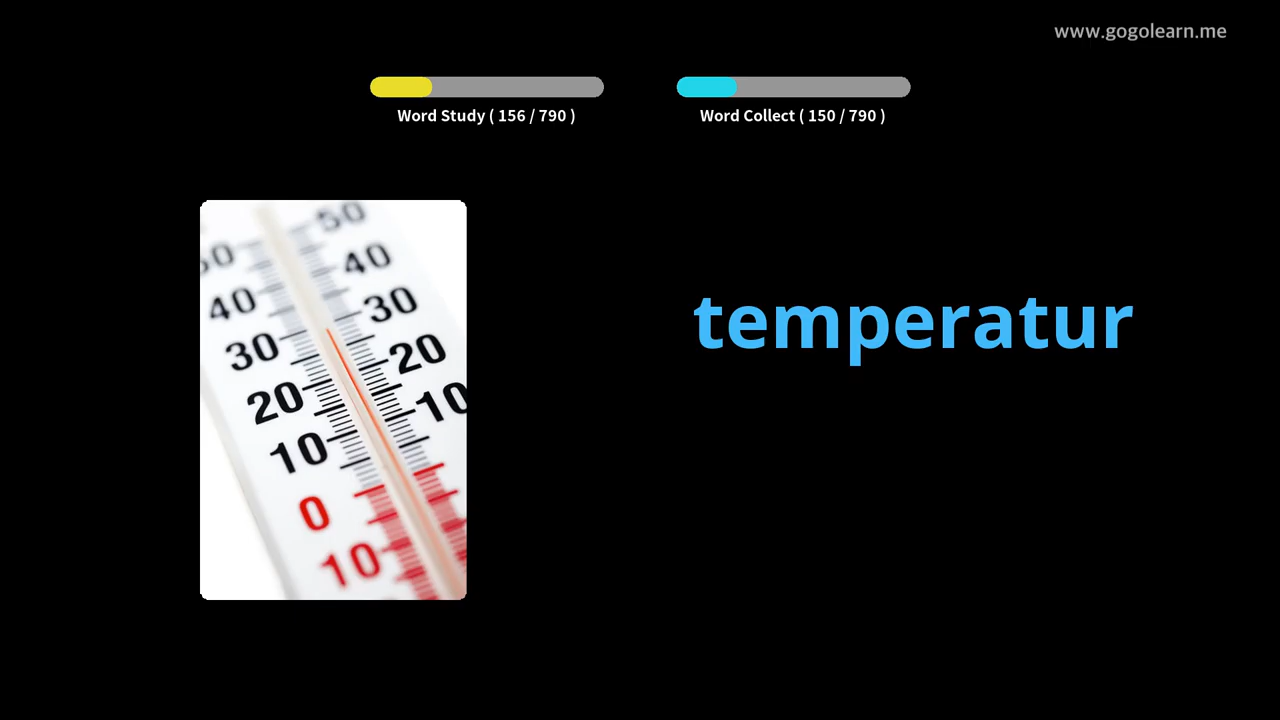 www.gogolearn.me
Word Study ( 156 / 790 )
Word Collect ( 150 / 790 )
50
40 40
30 30
20 20
10 10
0
10
temperatur